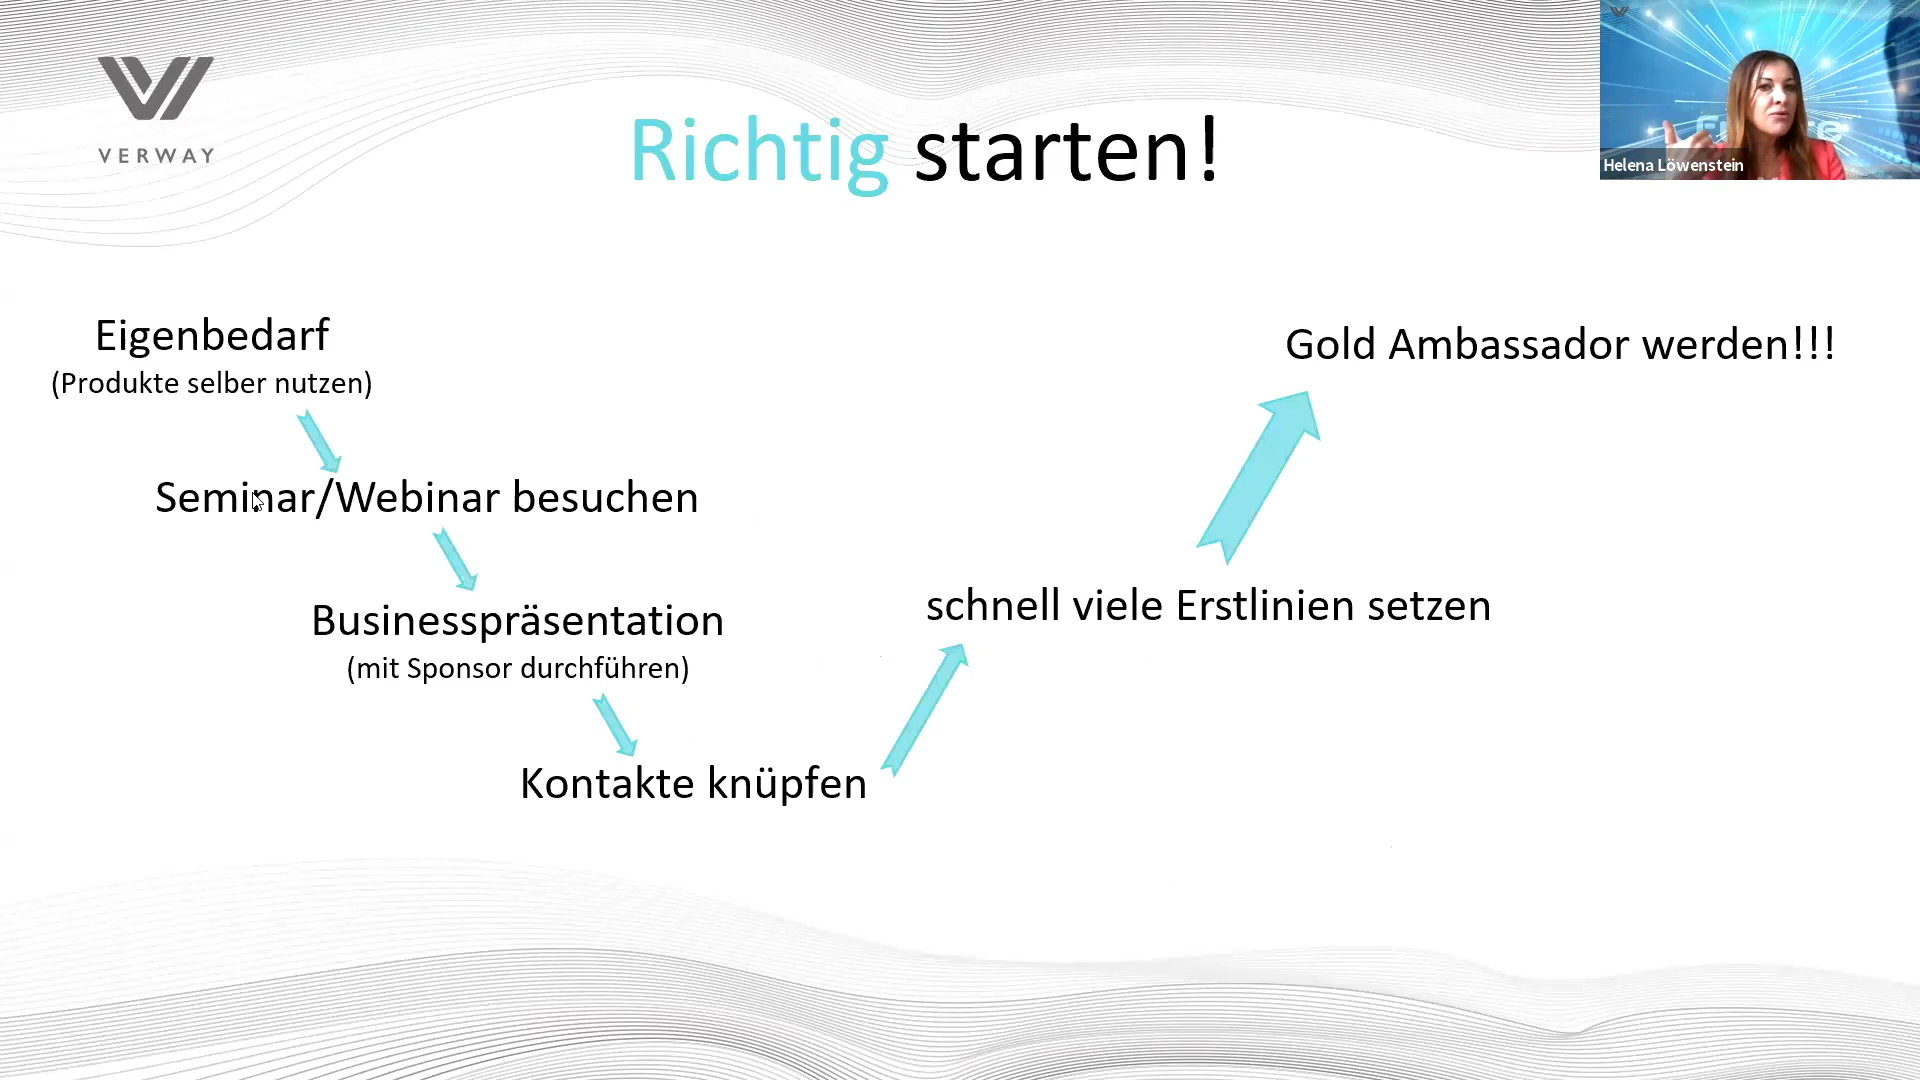 VERWAY
Richtig starten!
Helena Löwenstein
Eigenbedarf
(Produkte selber nutzen)
Seminar/Webinar besuchen
Businesspräsentation
(mit Sponsor durchführen)
Kontakte knüpfen
schnell viele Erstlinien setzen
Gold Ambassador werden!!!